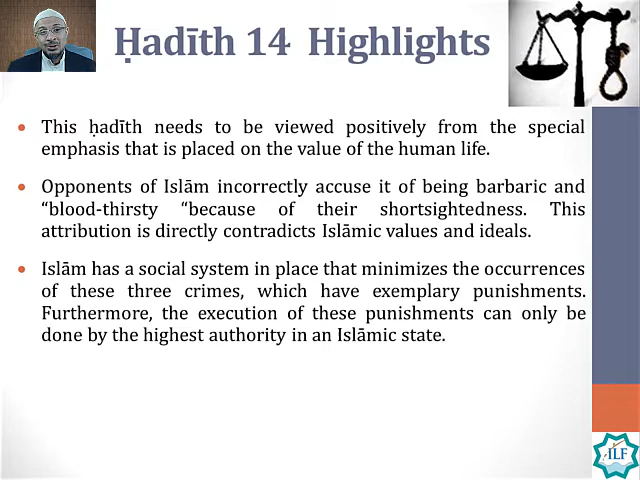 Ḥadīth 14 Highlights
This ḥadīth needs to be viewed positively from the special
emphasis that is placed on the value of the human life.
Opponents of Islām incorrectly accuse it of being barbaric and
“blood-thirsty “because of their shortsightedness. This
attribution is directly contradicts Islāmic values and ideals.
Islām has a social system in place that minimizes the occurrences
of these three crimes, which have exemplary punishments.
Furthermore, the execution of these punishments can only be
done by the highest authority in an Islāmic state.
ILF